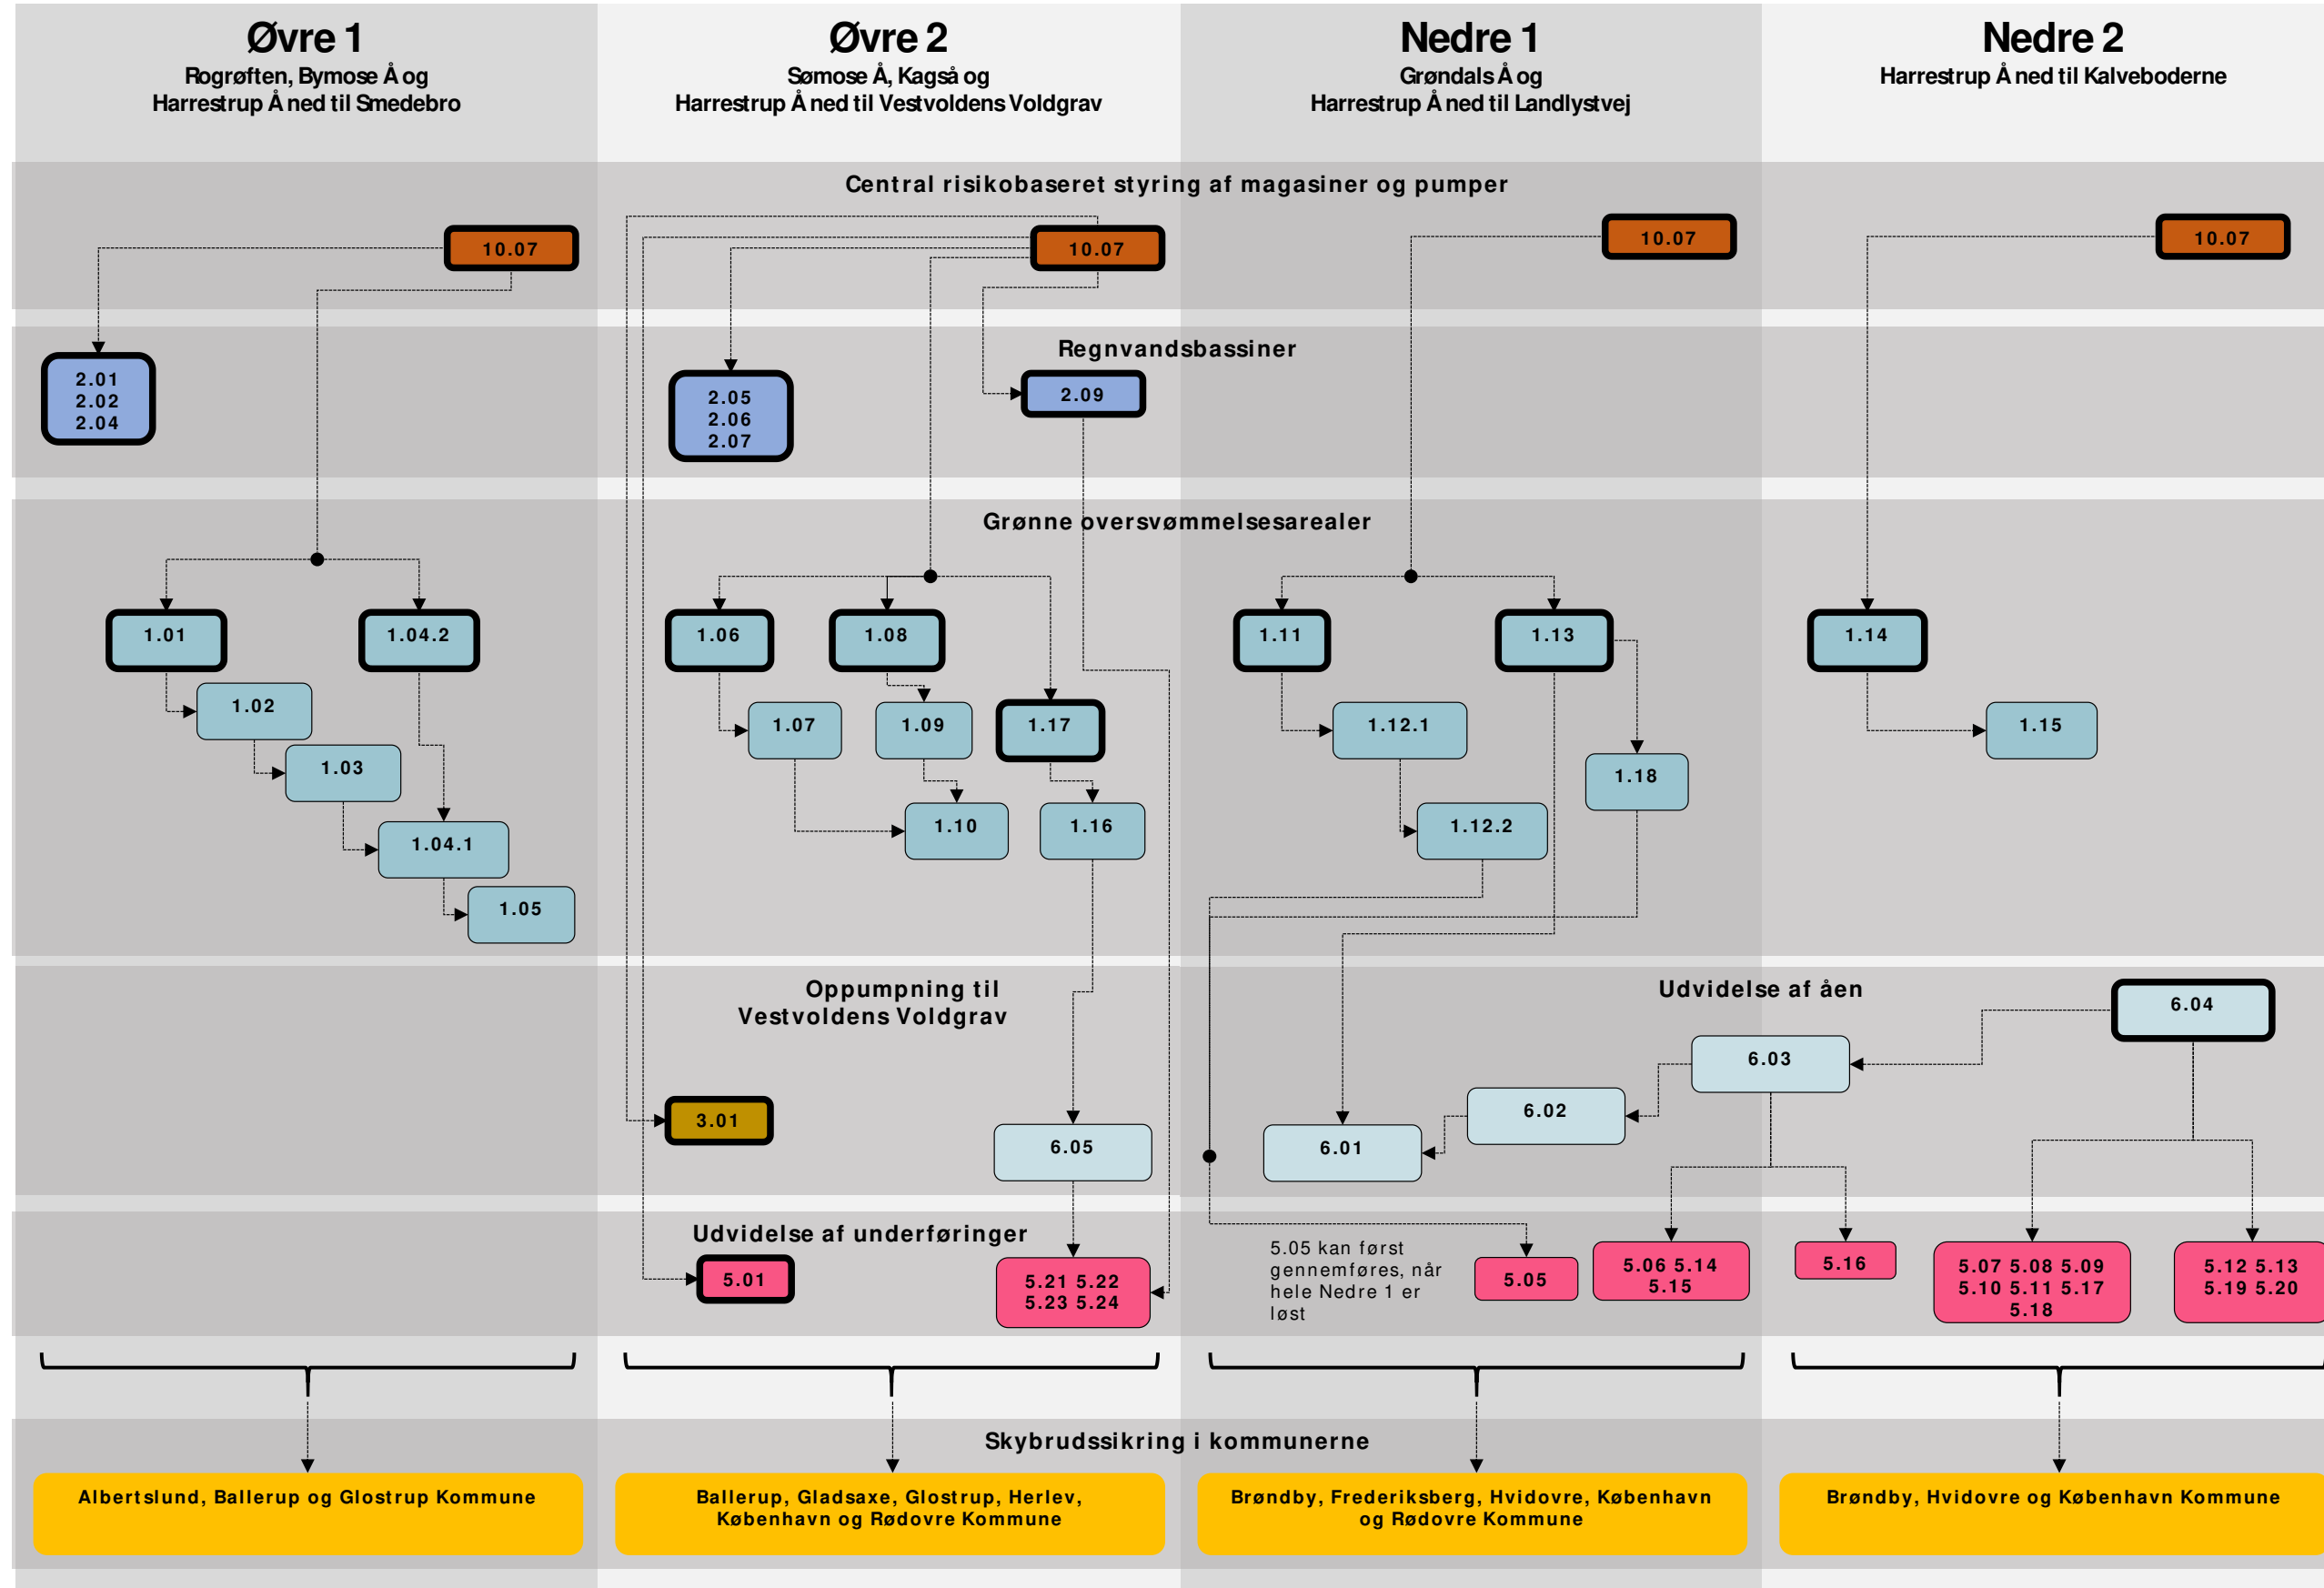 Øvre 1
Rogrøften, Bymose Å og
Harrestrup Å ned til Smedebro
Øvre 2
Sømose Å, Kagså og
Harrestrup Å ned til Vestvoldens Voldgrav
Nedre 1
Grøndals Å og
Harrestrup Å ned til Landlystvej
Nedre 2
Harrestrup Å ned til Kalveboderne
Central risikobaseret styring af magasiner og pumper
10.07
10.07
10.07
10.07
Regnvandsbassiner
2.01
2.02
2.04
2.05
2.06
2.07
2.09
Grønne oversvømmelsesarealer
1.01
1.04.2
1.06
1.08
1.11
1.13
1.14
1.02
1.07
1.09
1.17
1.12.1
1.15
1.03
1.18
1.04.1
1.10
1.16
1.12.2
1.05
Oppumpning til
Vestvoldens Voldgrav
Udvidelse af åen
6.04
6.03
6.02
3.01
6.05
6.01
Udvidelse af underføringer
5.01
5.21 5.22
5.23 5.24
5.05 kan først
gennemføres, når
hele Nedre 1 er
løst
5.05
5.06 5.14
5.15
5.16
5.07 5.08 5.09
5.10 5.11 5.17
5.18
5.12 5.13
5.19 5.20
Skybrudssikring i kommunerne
Albertslund, Ballerup og Glostrup Kommune
Ballerup, Gladsaxe, Glostrup, Herlev,
København og Rødovre Kommune
Brøndby, Frederiksberg, Hvidovre, København
og Rødovre Kommune
Brøndby, Hvidovre og København Kommune